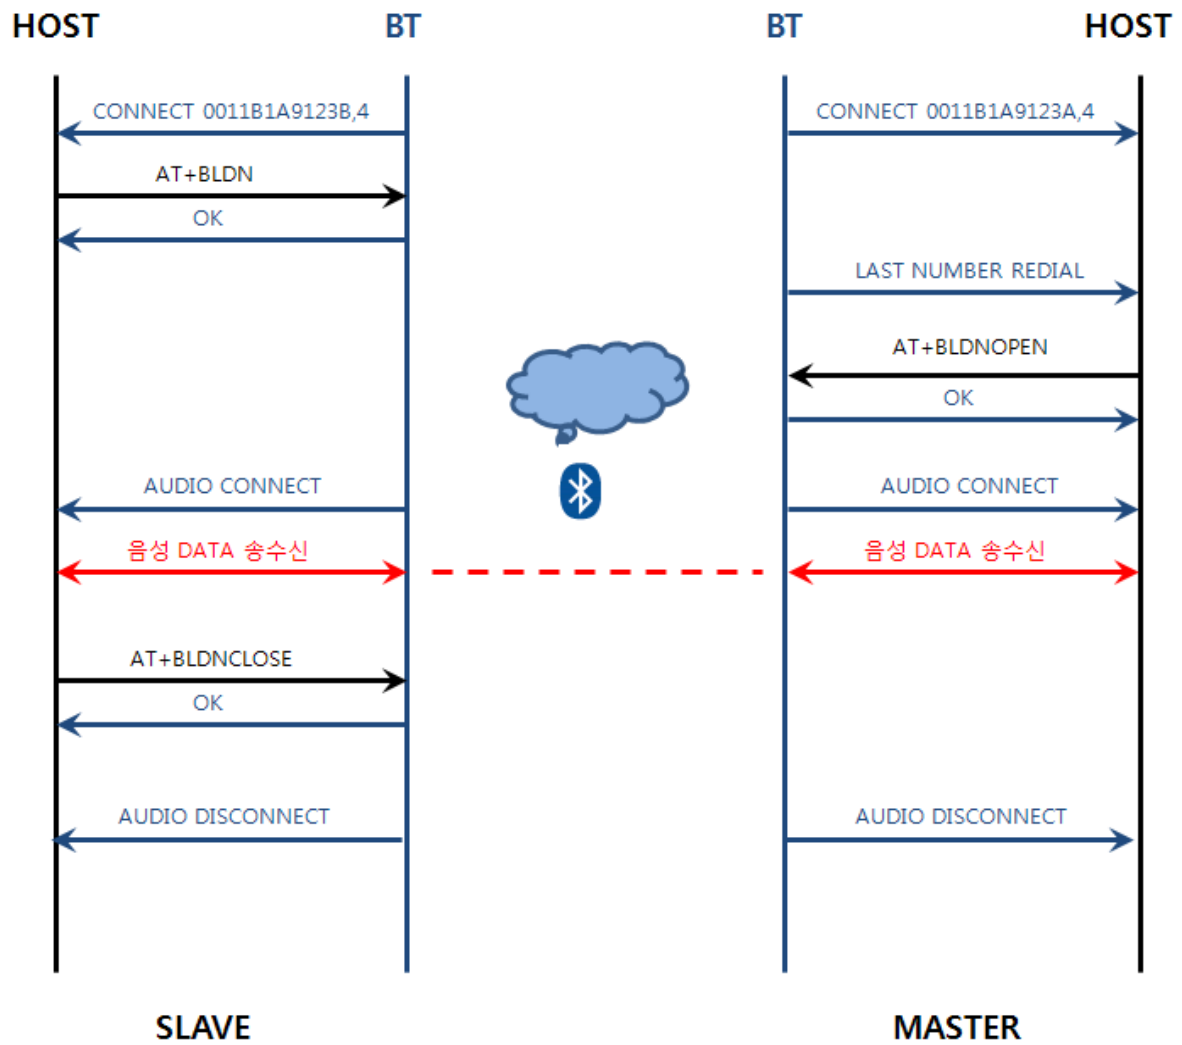 HOST BT BT HOST
CONNECT 0011B1A9123B,4 CONNECT 0011B1A9123A,4
AT+BLDN
OK
LAST NUMBER REDIAL
AT+BLDNOPEN
OK
AUDIO CONNECT AUDIO CONNECT
음성 DATA 송수신 음성 DATA 송수신
AT+BLDNCLOSE
OK
AUDIO DISCONNECT AUDIO DISCONNECT
SLAVE MASTER